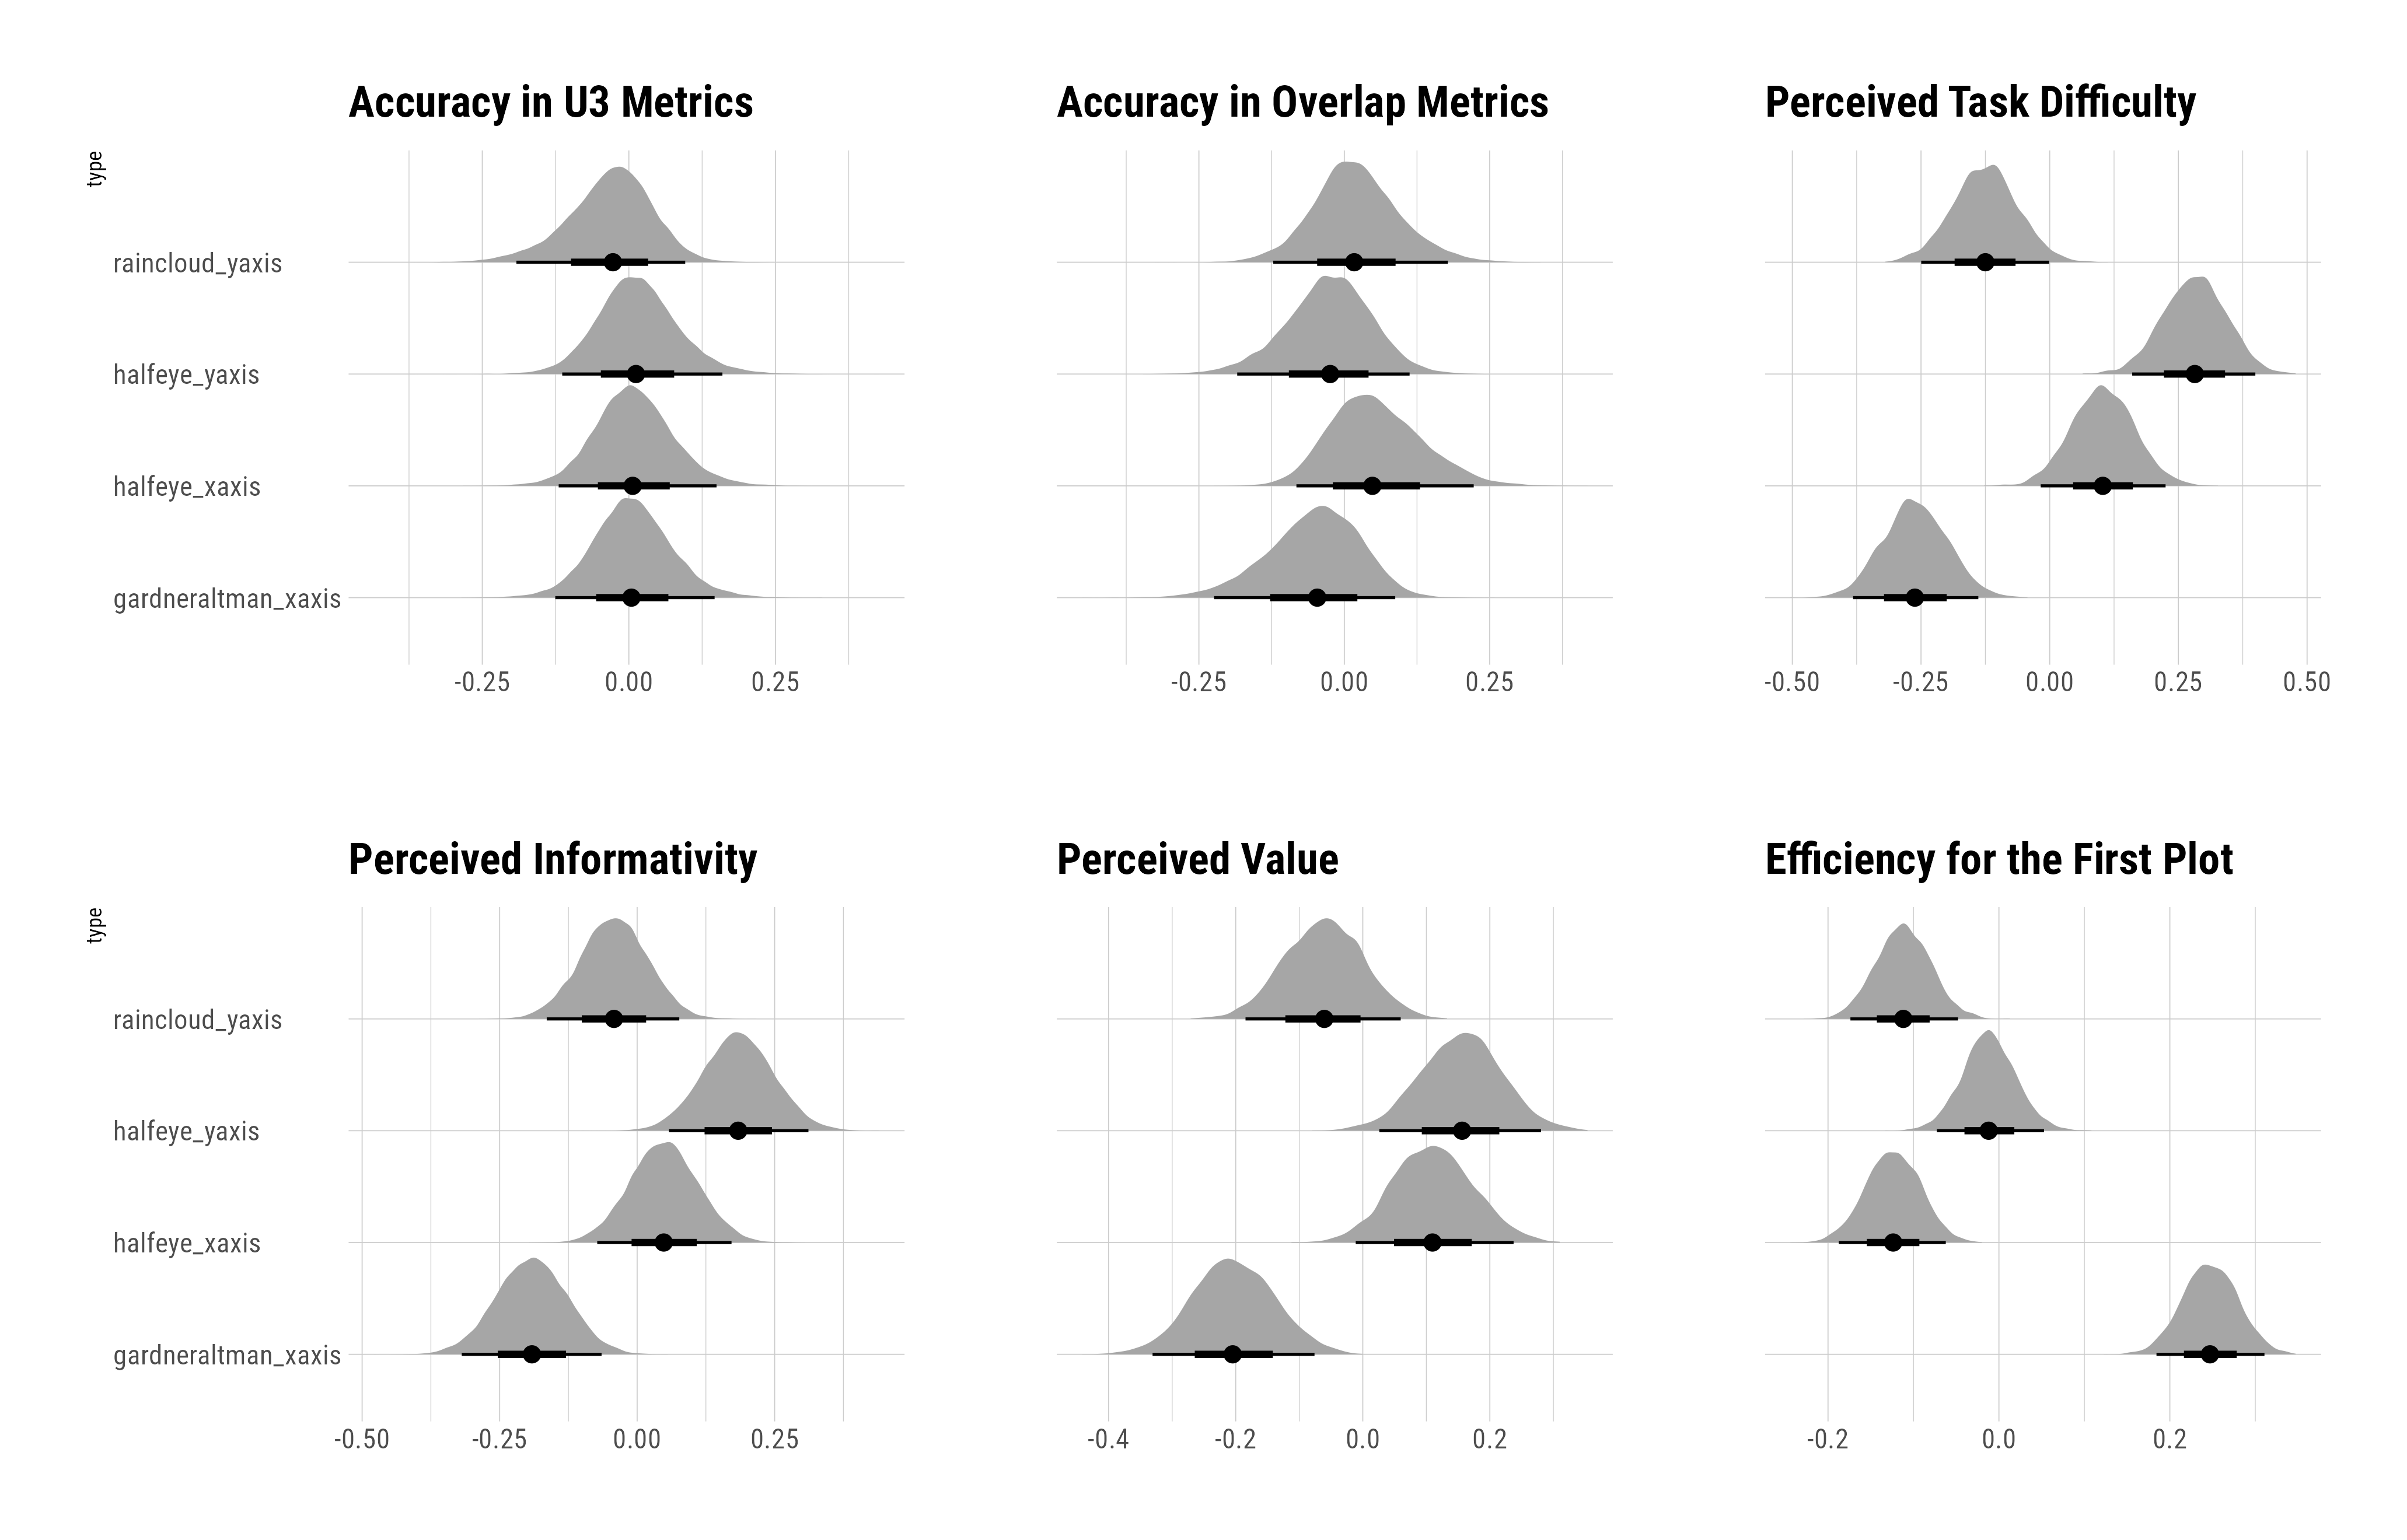 Accuracy in U3 Metrics
type
raincloud_yaxis
halfeye_yaxis
halfeye_xaxis
gardneraltman_xaxis
-0.25 0.00 0.25
Accuracy in Overlap Metrics
-0.25 0.00 0.25
Perceived Task Difficulty
-0.50 -0.25 0.00 0.25 0.50
Perceived Informativity
type
raincloud_yaxis
halfeye_yaxis
halfeye_xaxis
gardneraltman_xaxis
-0.50 -0.25 0.00 0.25
Perceived Value
-0.4 -0.2 0.0 0.2
Efficiency for the First Plot
-0.2 0.0 0.2